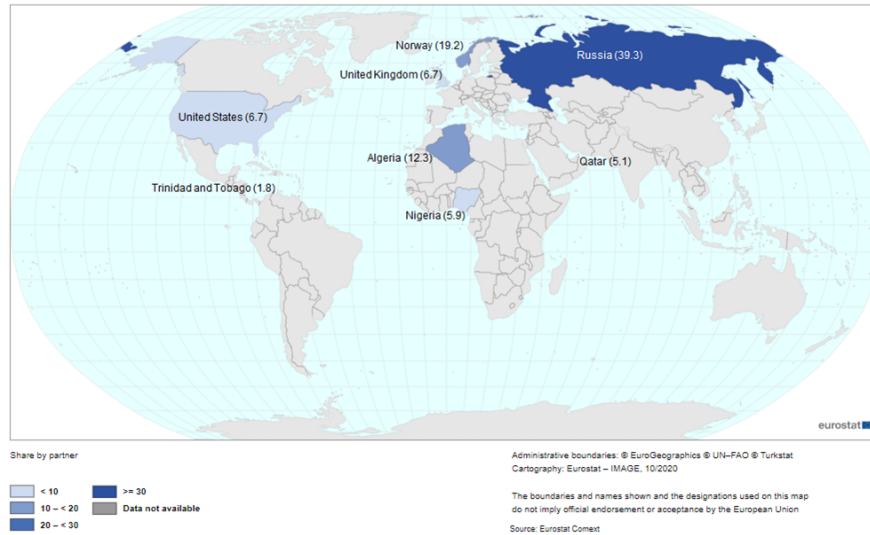 Norway (19.2)
Russia (39.3)
United Kingdom (6.7)
United States (6.7)
Algeria (12.3)
Qatar (5.1)
Trinidad and Tobago (1.8)
Nigeria (5.9)
eurostat
Share by partner
< 10
10 – < 20
20 – < 30
>= 30
Data not available
Administrative boundaries: © EuroGeographics © UN–FAO © Turkstat
Cartography: Eurostat – IMAGE, 10/2020
The boundaries and names shown and the designations used on this map
do not imply official endorsement or acceptance by the European Union
Source: Eurostat Comext